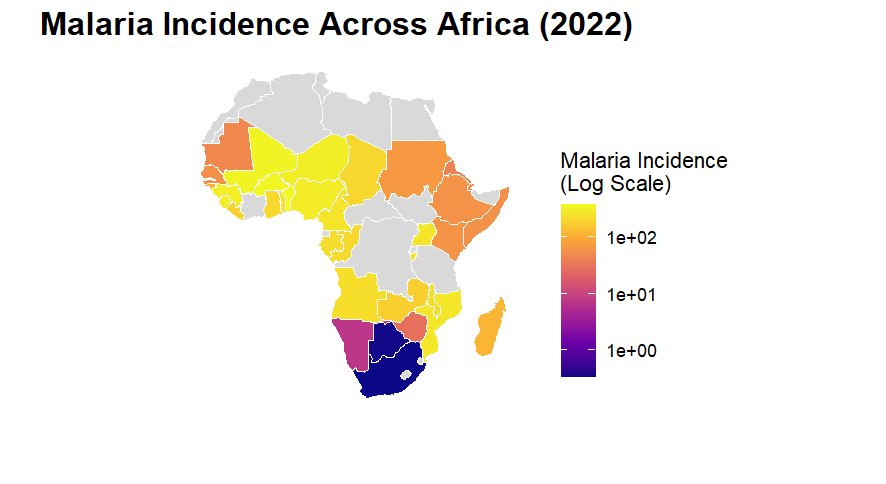 Malaria Incidence Across Africa (2022)
Malaria Incidence
(Log Scale)
1e+02
1e+01
1e+00